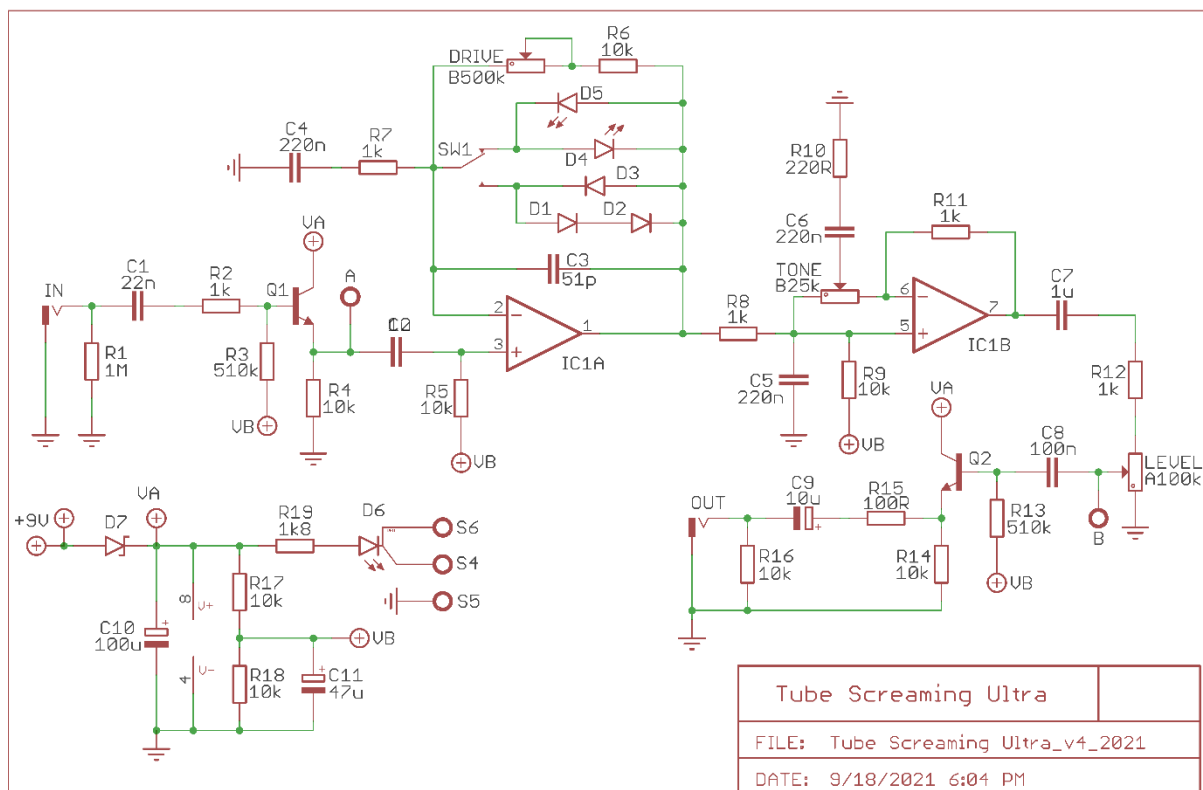 DRIVE
B500k
R6
10k
D5
C4
220n
R7
1k
SW1
D4
D3
D1
D2
R10
220R
C6
220n
R11
1k
VA
C3
51p
TONE
B25k
C7
1u
IN
C1
22n
R2
1k
Q1
A
2
3
1
IC1A
R8
1k
6
5
7
IC1B
R1
1M
R3
510k
VB
R4
10k
R5
10k
VB
C5
220n
R9
10k
VB
R12
1k
VA
Q2
C8
100n
LEVEL
A100k
B
+9V
D7
VA
R19
1k8
D6
S6
S4
S5
OUT
C9
10u
+
R15
100R
R16
10k
R14
10k
R13
510k
VB
C10
100u
+
8
V+
4
V-
R17
10k
VB
R18
10k
C11
47u
+
Tube Screaming Ultra
FILE: Tube Screaming Ultra_v4_2021
DATE: 9/18/2021 6:04 PM